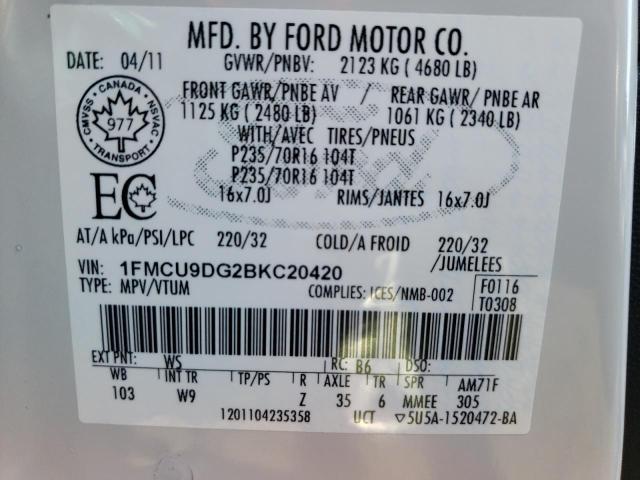 MFD. BY FORD MOTOR CO.
DATE: 04/11 GVWR/PNBV: 2123 KG ( 4680 LB)
FRONT GAWR/PNBE AV / REAR GAWR/ PNBE AR
1125 KG ( 2480 LB) 1061 KG ( 2340 LB)
WITH/AVEC TIRES/PNEUS
P235/70R16 104T
P235/70R16 104T
16x7.0J RIMS/JANTES 16x7.0J
CANADA
CMVSS NSVAC
977
TRANSPORT
EC
AT/A kPa/PSI/LPC 220/32 COLD/A FROID 220/32
/JUMELEES
VIN: 1FMCU9DG2BKC20420
TYPE: MPV/VTUM COMPLIES: ICES/NMB-002
F0116
T0308
EXT PNT: WS RC: B6 DSO:
WB INT TR TP/PS R AXLE TR SPR AM71F
103 W9 Z 35 6 MMEE 305
1201104235358 UCT ▽5U5A-1520472-BA